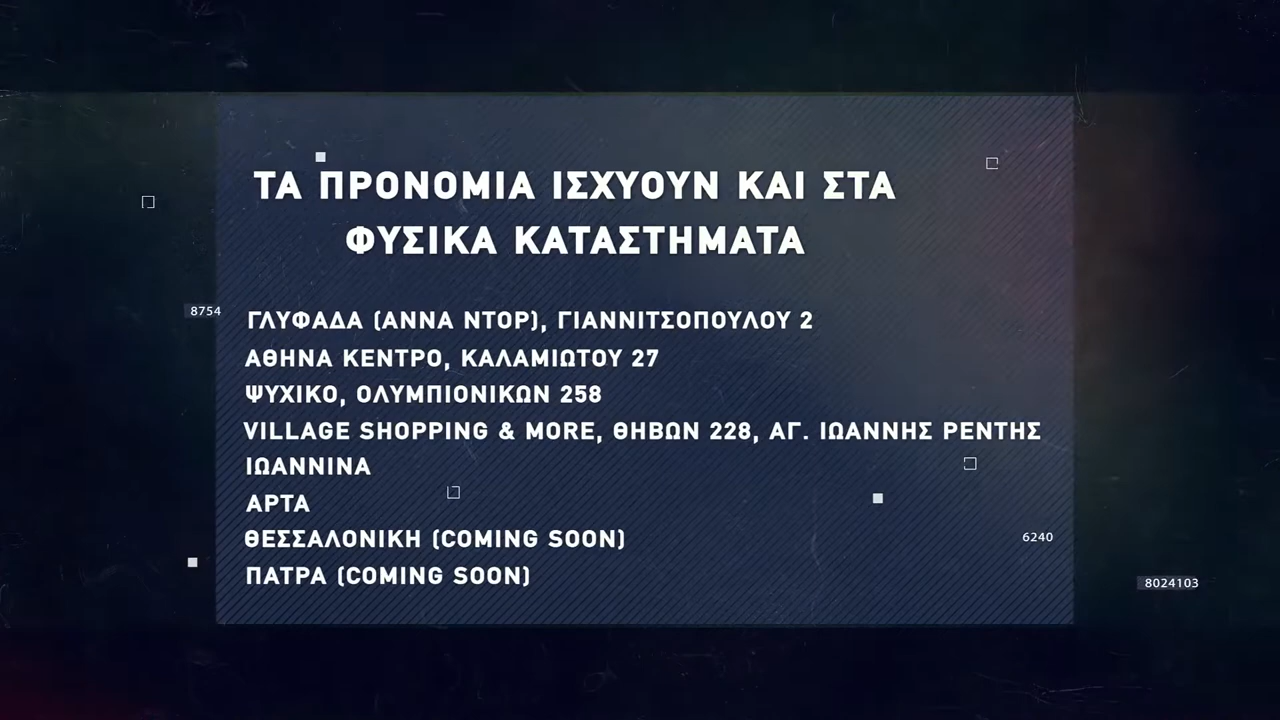 ΤΑ ΠΡΟΝΟΜΙΑ ΙΣΧΥΟΥΝ ΚΑΙ ΣΤΑ
ΦΥΣΙΚΑ ΚΑΤΑΣΤΗΜΑΤΑ
8754
ΓΛΥΦΑΔΑ (ΑΝΝΑ ΝΤΟΡ), ΓΙΑΝΝΙΤΣΟΠΟΥΛΟΥ 2
ΑΘΗΝΑ ΚΕΝΤΡΟ, ΚΑΛΑΜΙΩΤΟΥ 27
ΨΥΧΙΚΟ, ΟΛΥΜΠΙΟΝΙΚΩΝ 258
VILLAGE SHOPPING & MORE, ΘΗΒΩΝ 228, ΑΓ. ΙΩΑΝΝΗΣ ΡΕΝΤΗΣ
ΙΩΑΝΝΙΝΑ
ΑΡΤΑ
ΘΕΣΣΑΛΟΝΙΚΗ (COMING SOON)
6240
ΠΑΤΡΑ (COMING SOON)
8024103